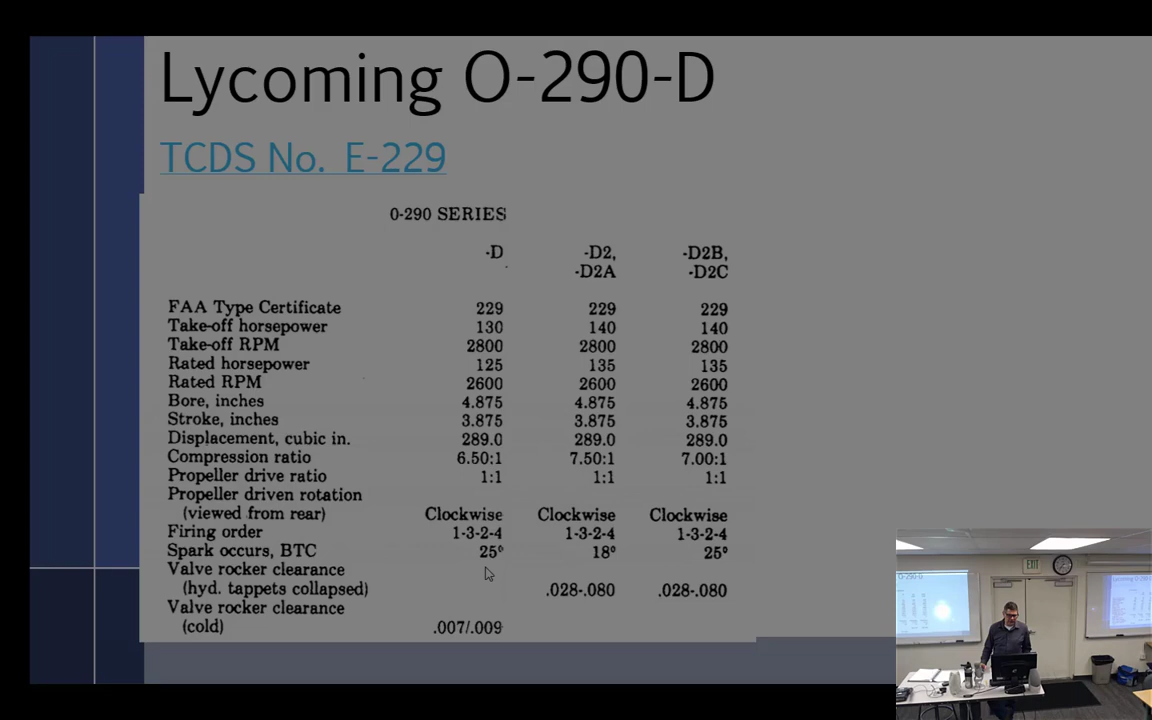 Lycoming O-290-D
TCDS No. E-229
O-290 SERIES
-D -D2, -D2B,
-D2A -D2C
FAA Type Certificate 229 229 229
Take-off horsepower 130 140 140
Take-off RPM 2800 2800 2800
Rated horsepower 125 135 135
Rated RPM 2600 2600 2600
Bore, inches 4.875 4.875 4.875
Stroke, inches 3.875 3.875 3.875
Displacement, cubic in. 289.0 289.0 289.0
Compression ratio 6.50:1 7.50:1 7.00:1
Propeller drive ratio 1:1 1:1 1:1
Propeller driven rotation
(viewed from rear) Clockwise Clockwise Clockwise
Firing order 1-3-2-4 1-3-2-4 1-3-2-4
Spark occurs, BTC 25° 18° 25°
Valve rocker clearance
(hyd. tappets collapsed) .028-.080 .028-.080
Valve rocker clearance
(cold) .007/.009
EXIT